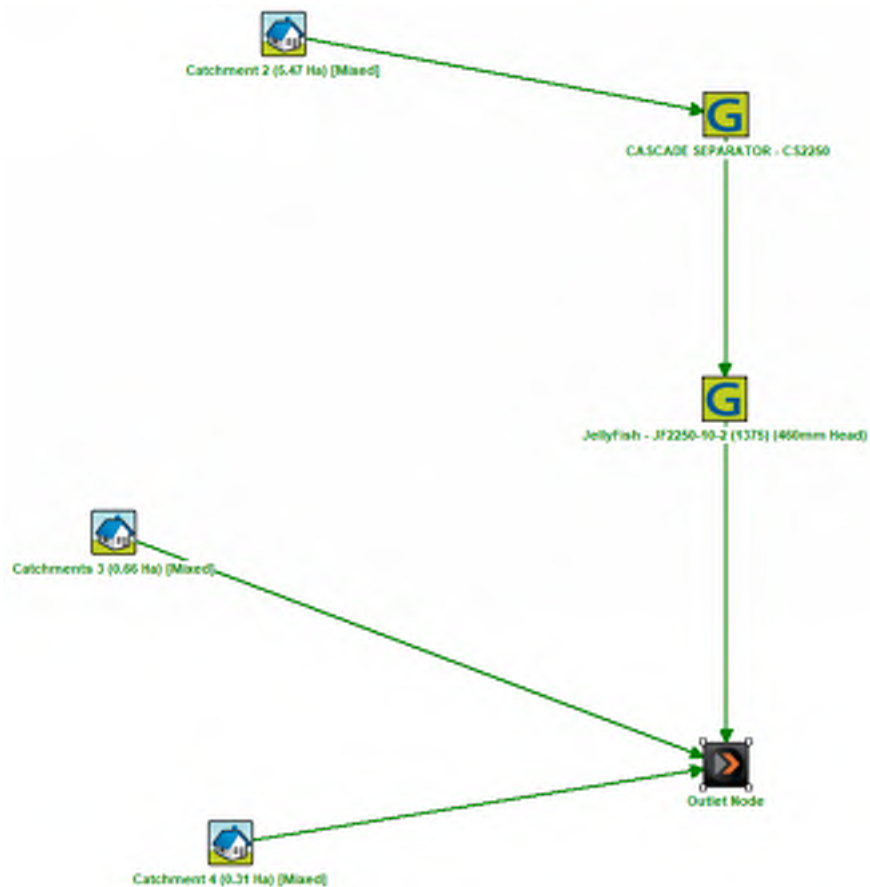 Catchment 2 (5.47 Ha) [Mixed]
G
CASCADE SEPARATOR - CS2250
G
Jellyfish - JF2250-10-2 (1375) (460mm Head)
Catchments 3 (0.66 Ha) [Mixed]
Outlet Node
Catchment 4 (0.31 Ha) [Mixed]